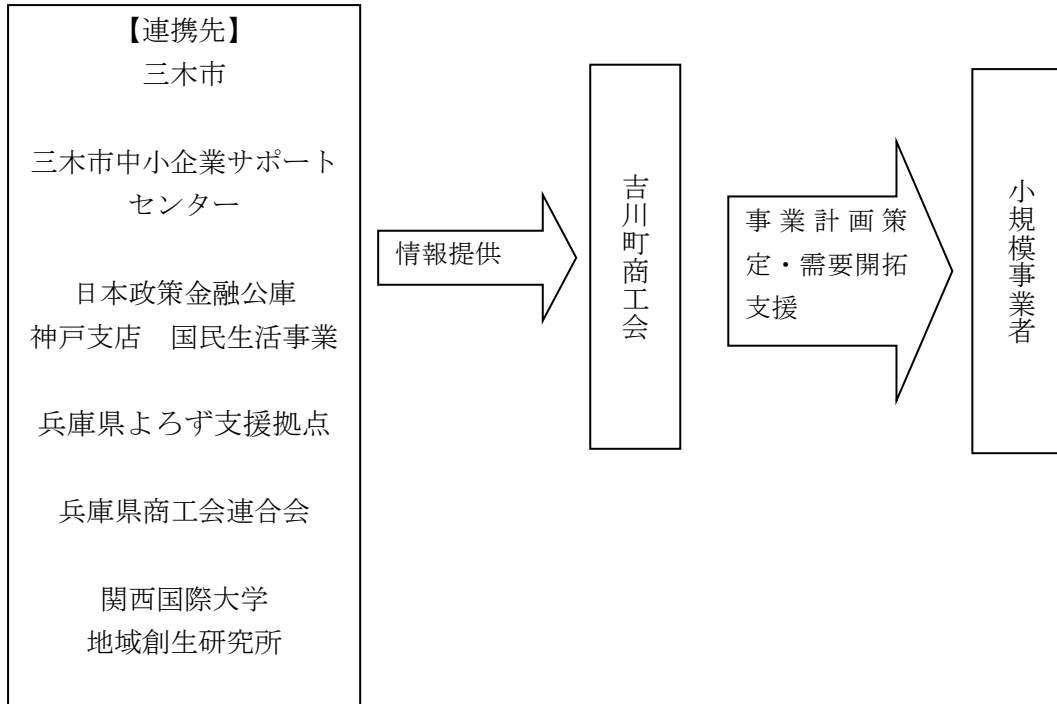 【連携先】
三木市
三木市中小企業サポート
センター
日本政策金融公庫
神戸支店　国民生活事業
兵庫県よろず支援拠点
兵庫県商工会連合会
関西国際大学
地域創生研究所
情報提供
吉川町商工会
事業計画策
定・需要開拓
支援
小規模事業者